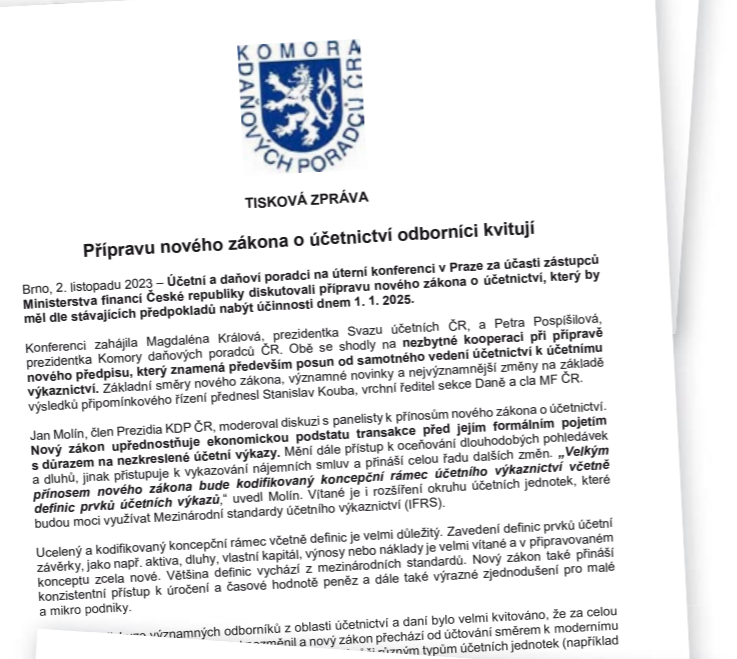 KOMORA
DAŇOVÝCH PORADCŮ ČR
TISKOVÁ ZPRÁVA
Přípravu nového zákona o účetnictví odborníci kvitují
Brno, 2. listopadu 2023 – Účetní a daňoví poradci na úterní konferenci v Praze za účasti zástupců
Ministerstva financí České republiky diskutovali přípravu nového zákona o účetnictví, který by
měl dle stávajících předpokladů nabýt účinnosti dnem 1. 1. 2025.
Konferenci zahájila Magdaléna Králová, prezidentka Svazu účetních ČR, a Petra Pospíšilová,
prezidentka Komory daňových poradců ČR. Obě se shodly na nezbytné kooperaci při přípravě
nového předpisu, který znamená především posun od samotného vedení účetnictví k účetnímu
výkaznictví. Základní směry nového zákona, významné novinky a nejvýznamnější změny na základě
výsledků připomínkového řízení přednesl Stanislav Kouba, vrchní ředitel sekce Daně a cla MF ČR.
Jan Molín, člen Prezidia KDP ČR, moderoval diskuzi s panelisty k přínosům nového zákona o účetnictví.
Nový zákon upřednostňuje ekonomickou podstatu transakce před jejím formálním pojetím
s důrazem na nezkreslené účetní výkazy. Mění dále přístup k oceňování dlouhodobých pohledávek
a dluhů, jinak přistupuje k vykazování nájemních smluv a přináší celou řadu dalších změn. „Velkým
přínosem nového zákona bude kodifikovaný koncepční rámec účetního výkaznictví včetně
definic prvků účetních výkazů,“ uvedl Molín. Vítané je i rozšíření okruhu účetních jednotek, které
budou moci využívat Mezinárodní standardy účetního výkaznictví (IFRS).
Ucelený a kodifikovaný koncepční rámec včetně definic je velmi důležitý. Zavedení definic prvků účetní
závěrky, jako např. aktiva, dluhy, vlastní kapitál, výnosy nebo náklady je velmi vítané a v připravovaném
konceptu zcela nové. Většina definic vychází z mezinárodních standardů. Nový zákon také přináší
konzistentní přístup k úročení a časové hodnotě peněz a dále také výrazné zjednodušení pro malé
a mikro podniky.
významných odborníků z oblasti účetnictví a daní bylo velmi kvitováno, že za celou
a nový zákon přechází od účtování směrem k modernímu
různým typům účetních jednotek (například